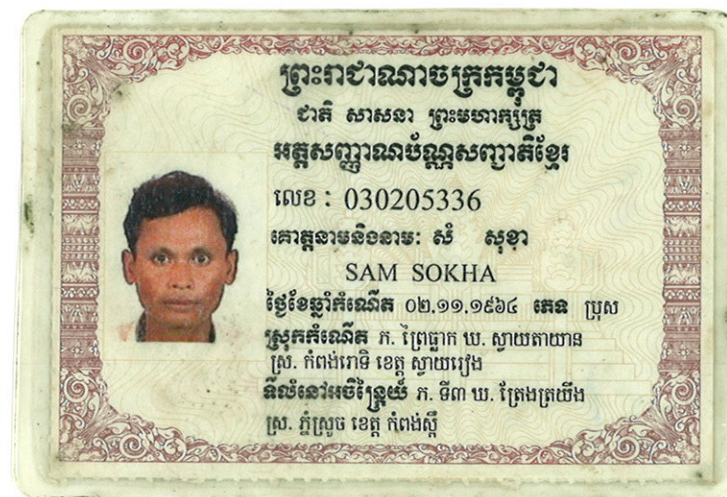 ព្រះរាជាណាចក្រកម្ពុជា
ជាតិ សាសនា ព្រះមហាក្សត្រ
អត្តសញ្ញាណប័ណ្ណសញ្ជាតិខ្មែរ
លេខ : 030205336
គោត្តនាមនិងនាម: សំ សុខា
SAM SOKHA
ថ្ងៃខែឆ្នាំកំណើត ០២.១១.១៩៦៤ ភេទ ប្រុស
ស្រុកកំណើត ភ. ព្រៃធ្លាក ឃ. ស្វាយតាយាន
ស្រ. កំពង់រោទិ៍ ខេត្ត ស្វាយរៀង
ទីលំនៅអចិន្ត្រៃយ៍ ភ. ទី៣ ឃ. ត្រែងត្រយឹង
ស្រ. ភ្នំស្រួច ខេត្ត កំពង់ស្ពឺ